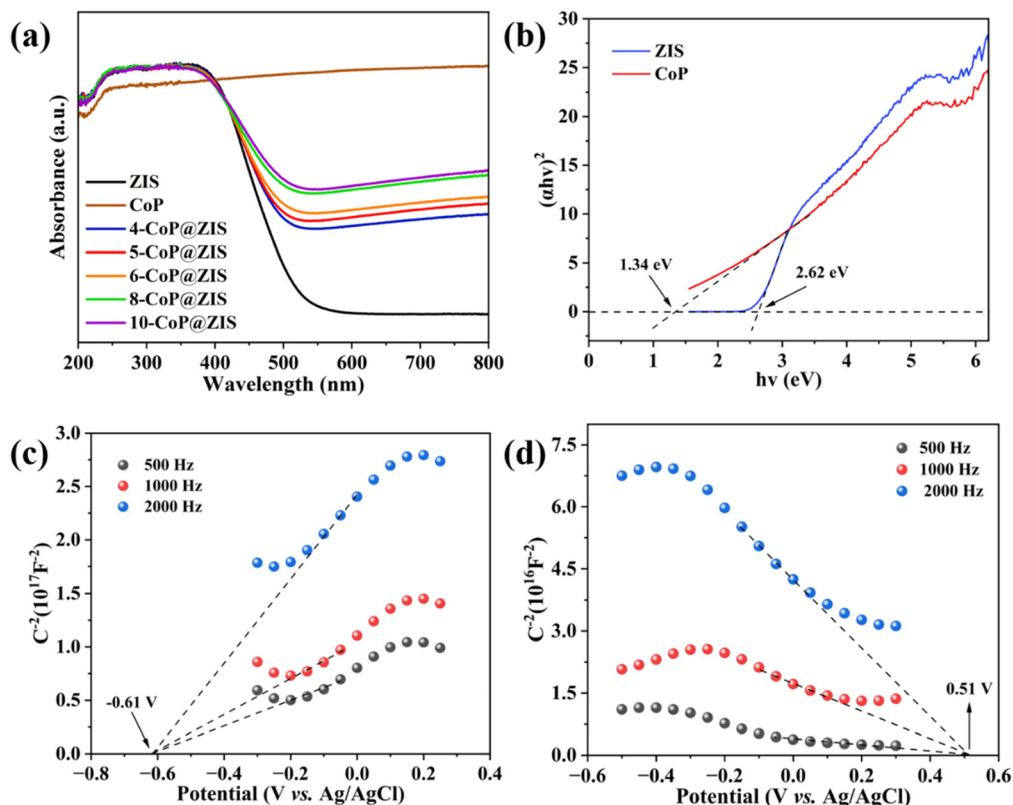 (a)
Absorbance (a.u.)
ZIS
CoP
4-CoP@ZIS
5-CoP@ZIS
6-CoP@ZIS
8-CoP@ZIS
10-CoP@ZIS
200 300 400 500 600 700 800
Wavelength (nm)
(b)
(αhν)²
30
25
20
15
10
5
0
ZIS
CoP
1.34 eV
2.62 eV
0 1 2 3 4 5 6
hν (eV)
(c)
C⁻²(10¹⁷F⁻²)
3.0
2.5
2.0
1.5
1.0
0.5
0.0
500 Hz
1000 Hz
2000 Hz
-0.61 V
−0.8 −0.6 −0.4 −0.2 0.0 0.2 0.4
Potential (V vs. Ag/AgCl)
(d)
C⁻²(10¹⁶F⁻²)
7.5
6.0
4.5
3.0
1.5
0.0
500 Hz
1000 Hz
2000 Hz
0.51 V
−0.6 −0.4 −0.2 0.0 0.2 0.4 0.6
Potential (V vs. Ag/AgCl)